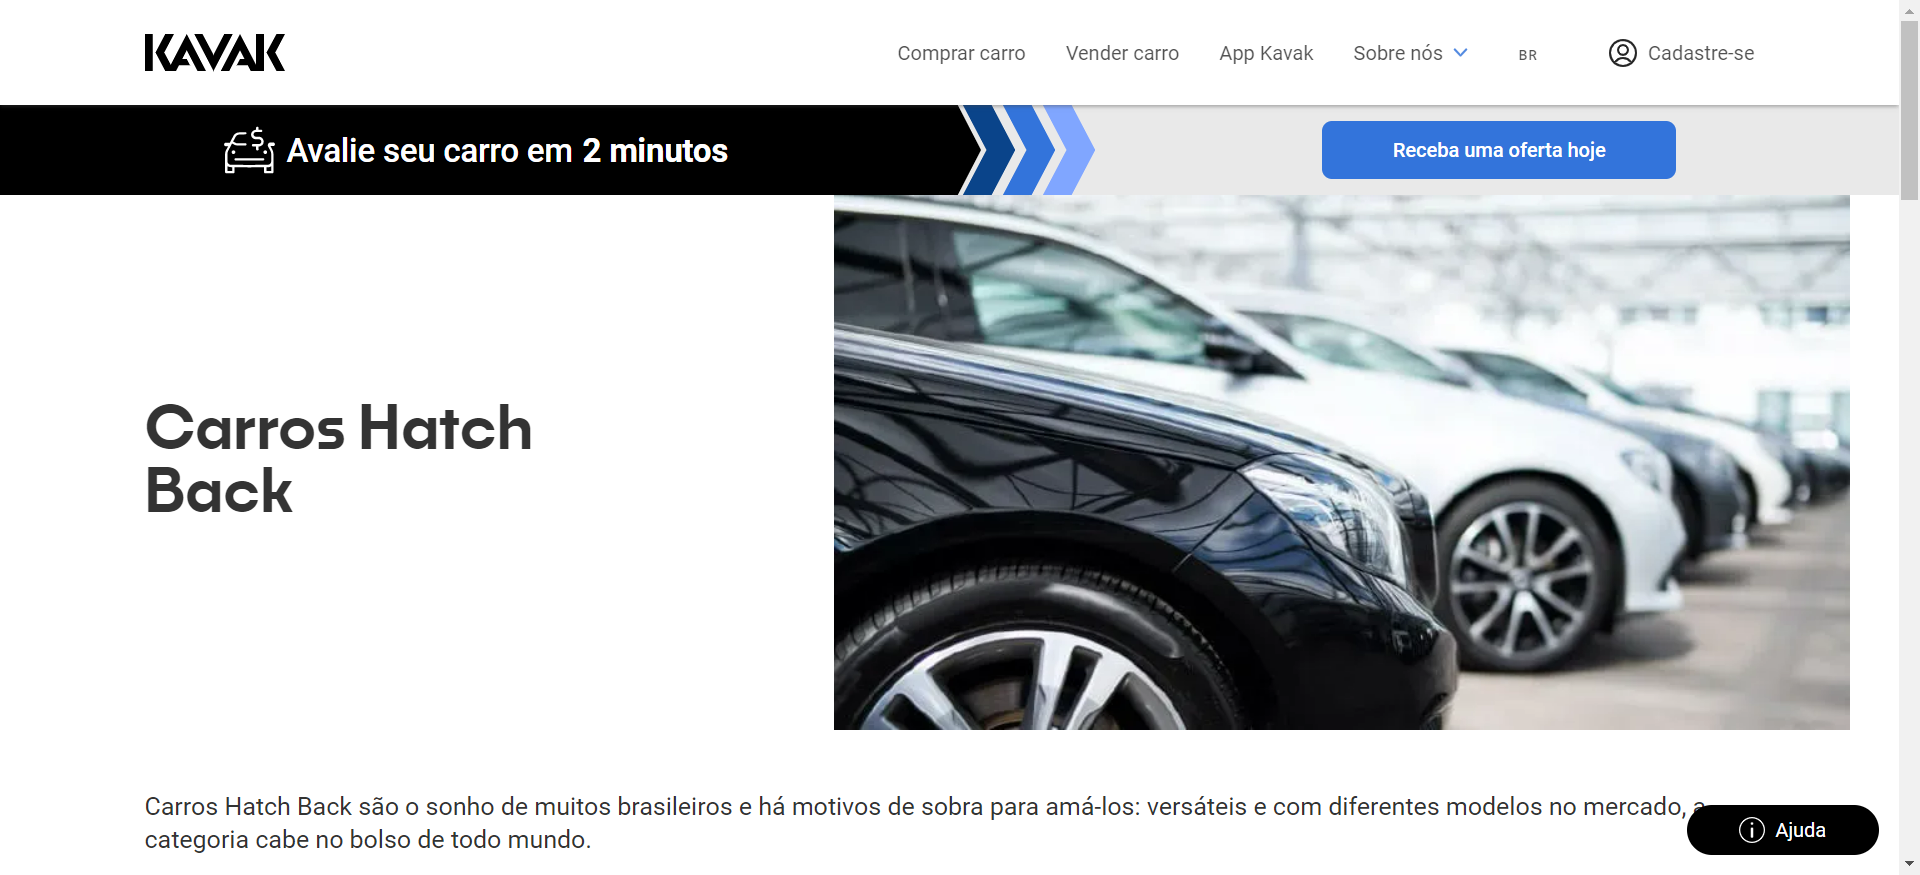 KAVAK
Comprar carro
Vender carro
App Kavak
Sobre nós
BR
Cadastre-se
Avalie seu carro em 2 minutos
Receba uma oferta hoje
Carros Hatch
Back
Carros Hatch Back são o sonho de muitos brasileiros e há motivos de sobra para amá-los: versáteis e com diferentes modelos no mercado, a
categoria cabe no bolso de todo mundo.
Ajuda